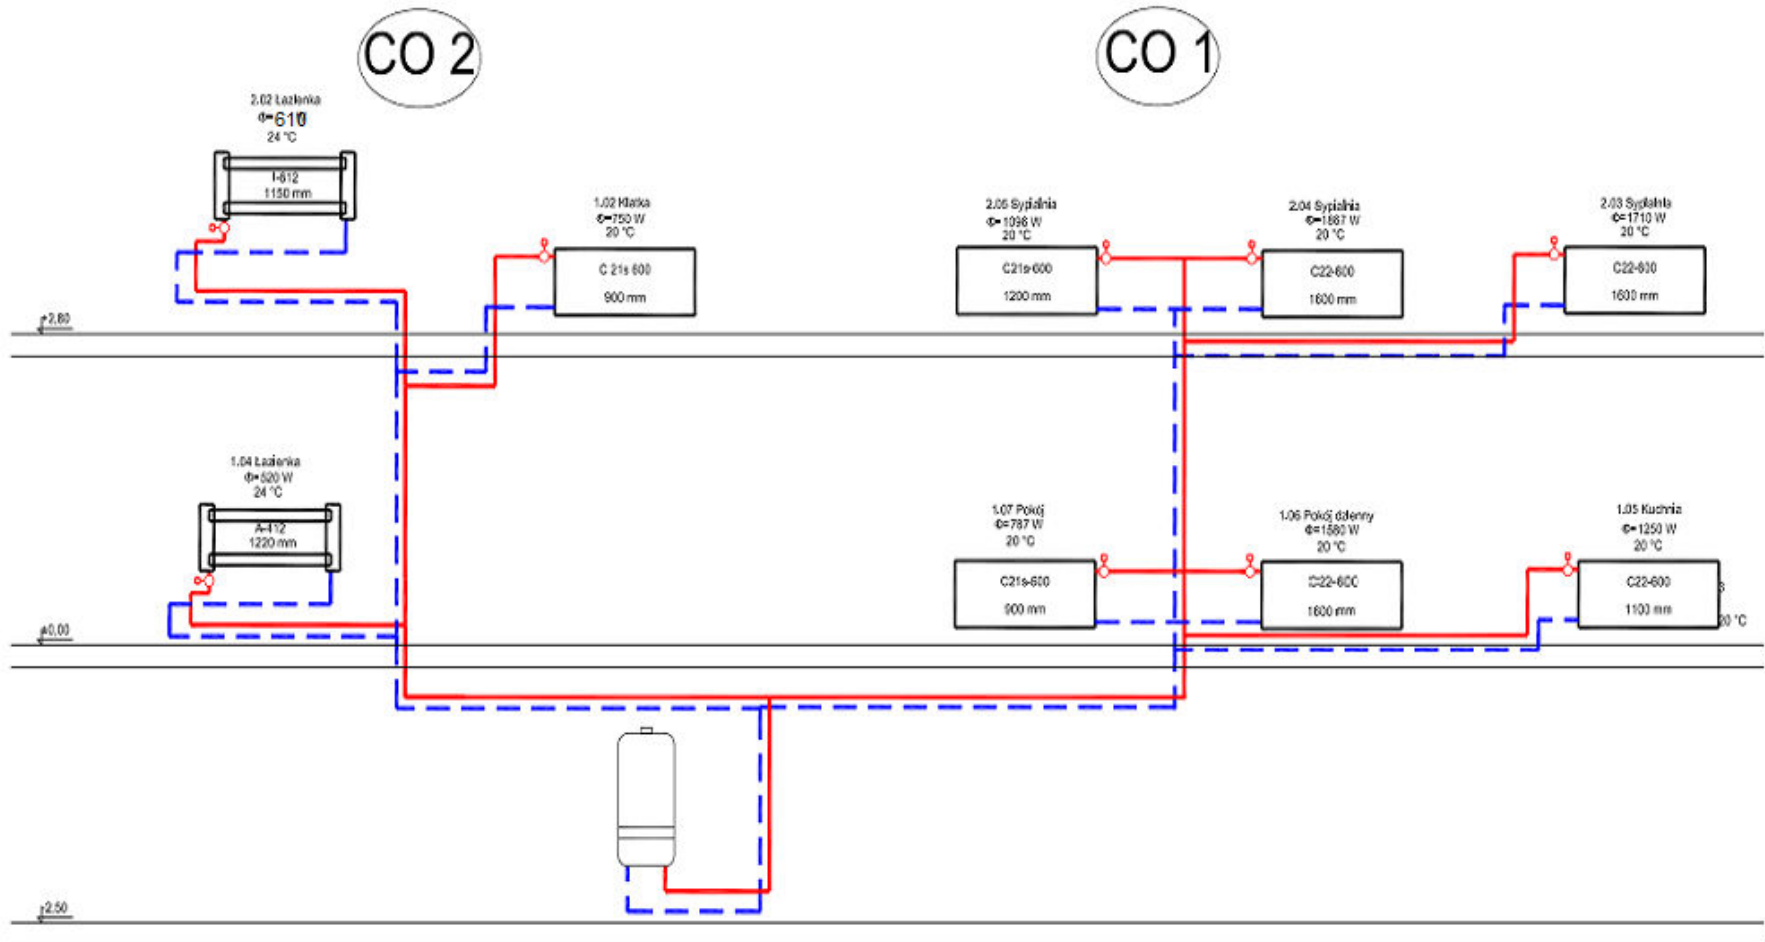 CO 2
CO 1
2.02 Łazienka
Φ=610
24 °C
I-612
1150 mm
1.02 Klatka
Φ=750 W
20 °C
C 21s 600
900 mm
2.05 Sypialnia
Φ=1098 W
20 °C
C21s-600
1200 mm
2.04 Sypialnia
Φ=1887 W
20 °C
C22-600
1600 mm
2.03 Sypialnia
Φ=1710 W
20 °C
C22-600
1600 mm
+2,80
1.04 Łazienka
Φ=520 W
24 °C
A-412
1220 mm
1.07 Pokój
Φ=787 W
20 °C
C21s-600
900 mm
1.06 Pokój dzienny
Φ=1580 W
20 °C
C22-600
1600 mm
1.05 Kuchnia
Φ=1250 W
20 °C
C22-600
1100 mm
20 °C
±0,00
2.50